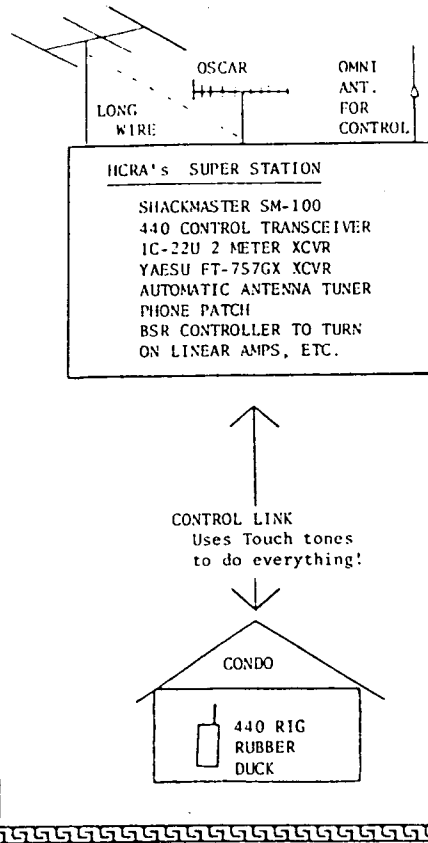 OSCAR
OMNI
ANT.
FOR
CONTROL
LONG
WIRE
HCRA's SUPER STATION
SHACKMASTER SM-100
440 CONTROL TRANSCEIVER
IC-22U 2 METER XCVR
YAESU FT-757GX XCVR
AUTOMATIC ANTENNA TUNER
PHONE PATCH
BSR CONTROLLER TO TURN
ON LINEAR AMPS, ETC.
CONTROL LINK
Uses Touch tones
to do everything!
CONDO
440 RIG
RUBBER
DUCK